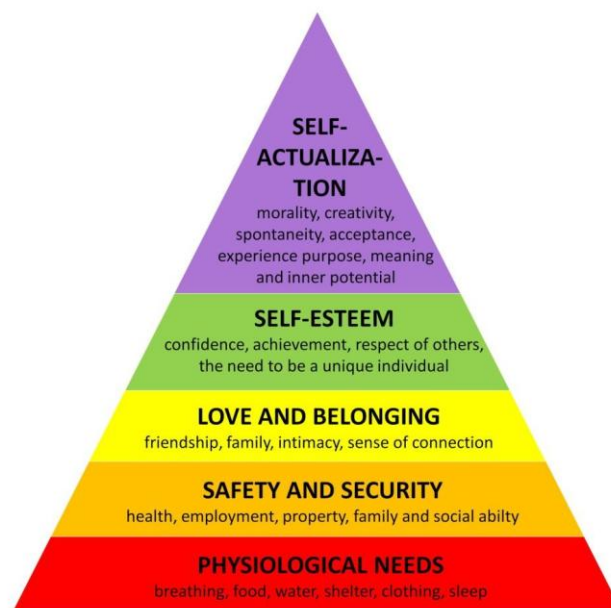 SELF-
ACTUALIZA-
TION
morality, creativity,
spontaneity, acceptance,
experience purpose, meaning
and inner potential
SELF-ESTEEM
confidence, achievement, respect of others,
the need to be a unique individual
LOVE AND BELONGING
friendship, family, intimacy, sense of connection
SAFETY AND SECURITY
health, employment, property, family and social abilty
PHYSIOLOGICAL NEEDS
breathing, food, water, shelter, clothing, sleep